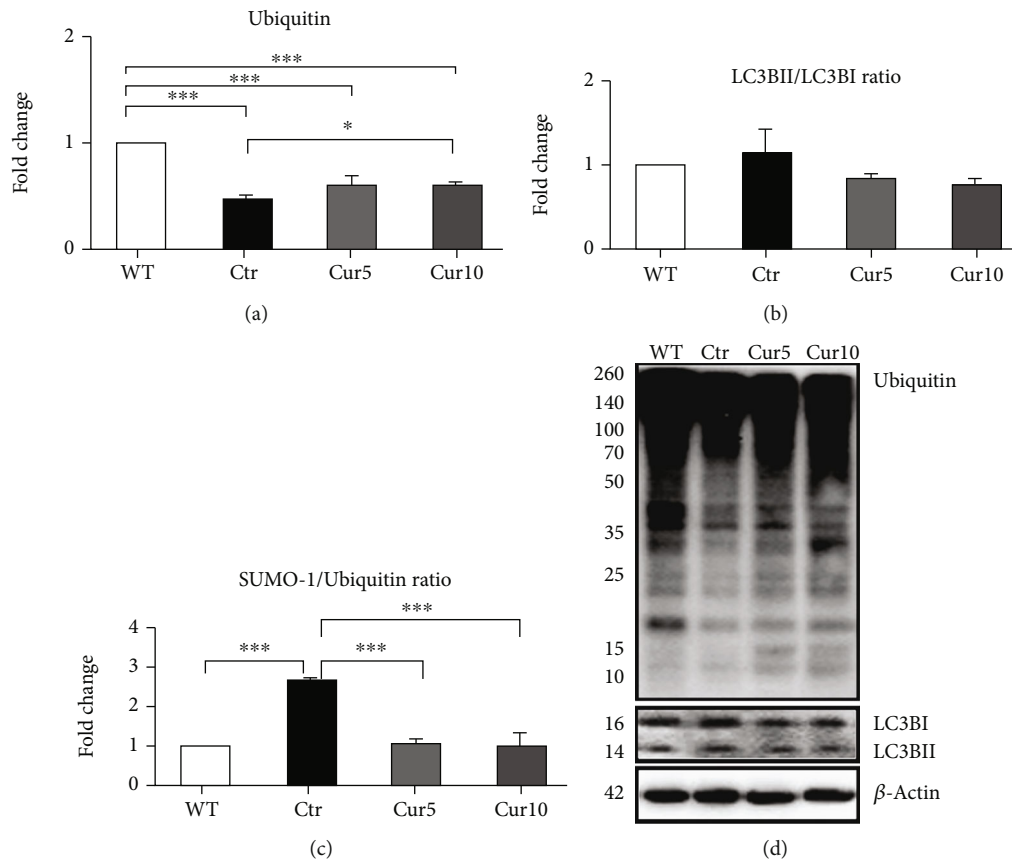 Ubiquitin
2
1
0
Fold change
***
***
***
*
WT Ctr Cur5 Cur10
(a)
LC3BII/LC3BI ratio
2
1
0
Fold change
WT Ctr Cur5 Cur10
(b)
SUMO-1/Ubiquitin ratio
4
3
2
1
0
Fold change
***
***
***
WT Ctr Cur5 Cur10
(c)
WT Ctr Cur5 Cur10
260 Ubiquitin
140
100
70
50
35
25
15
10
16 LC3BI
14 LC3BII
42 β-Actin
(d)